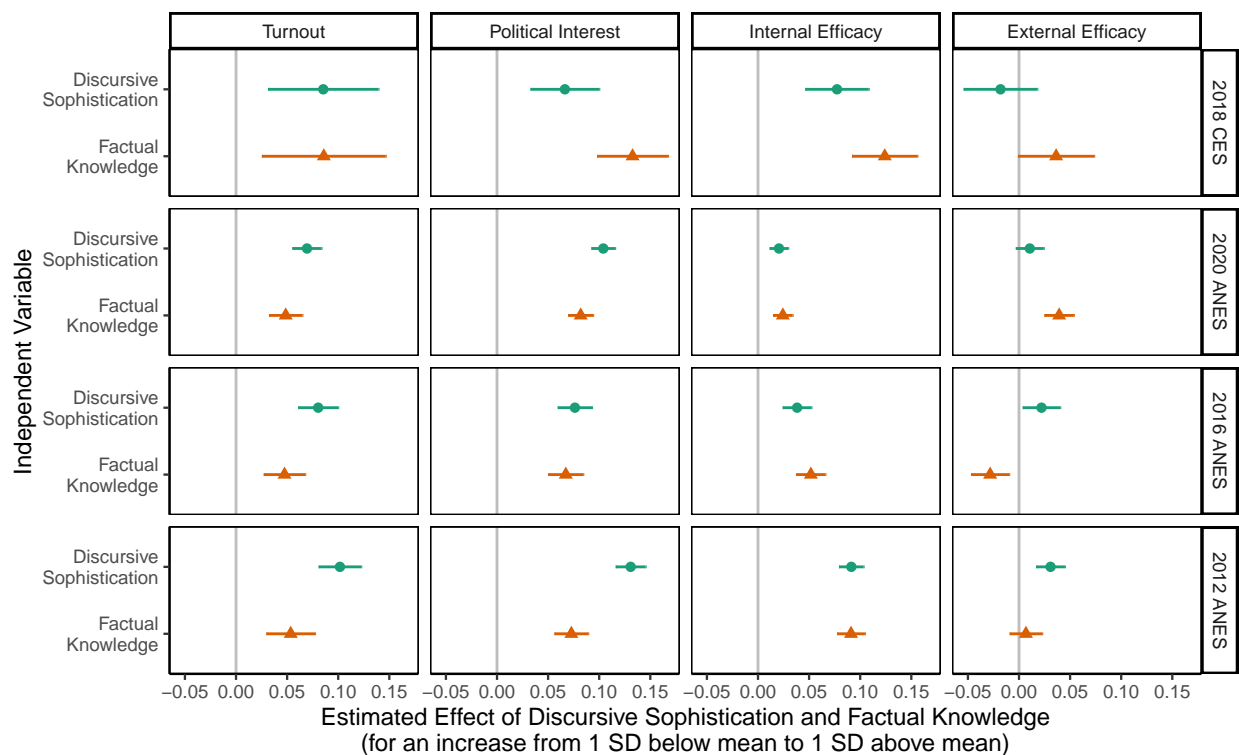 Turnout
Political Interest
Internal Efficacy
External Efficacy
Independent Variable
Discursive
Sophistication
Factual
Knowledge
2018 CES
Discursive
Sophistication
Factual
Knowledge
2020 ANES
Discursive
Sophistication
Factual
Knowledge
2016 ANES
Discursive
Sophistication
Factual
Knowledge
2012 ANES
−0.05 0.00 0.05 0.10 0.15 −0.05 0.00 0.05 0.10 0.15 −0.05 0.00 0.05 0.10 0.15 −0.05 0.00 0.05 0.10 0.15
Estimated Effect of Discursive Sophistication and Factual Knowledge
(for an increase from 1 SD below mean to 1 SD above mean)